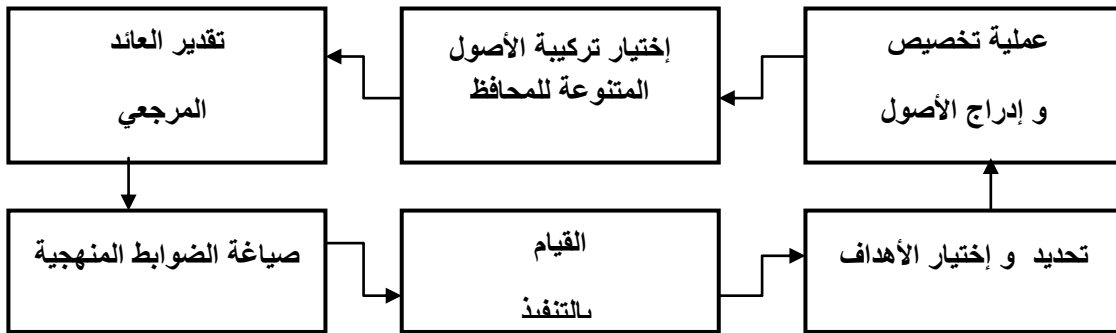 عملية تخصيص
و إدراج الأصول
إختيار تركيبة الأصول
المتنوعة للمحافظ
تقدير العائد
المرجعي
تحديد و إختيار الأهداف
القيام
بالتنفيذ
صياغة الضوابط المنهجية